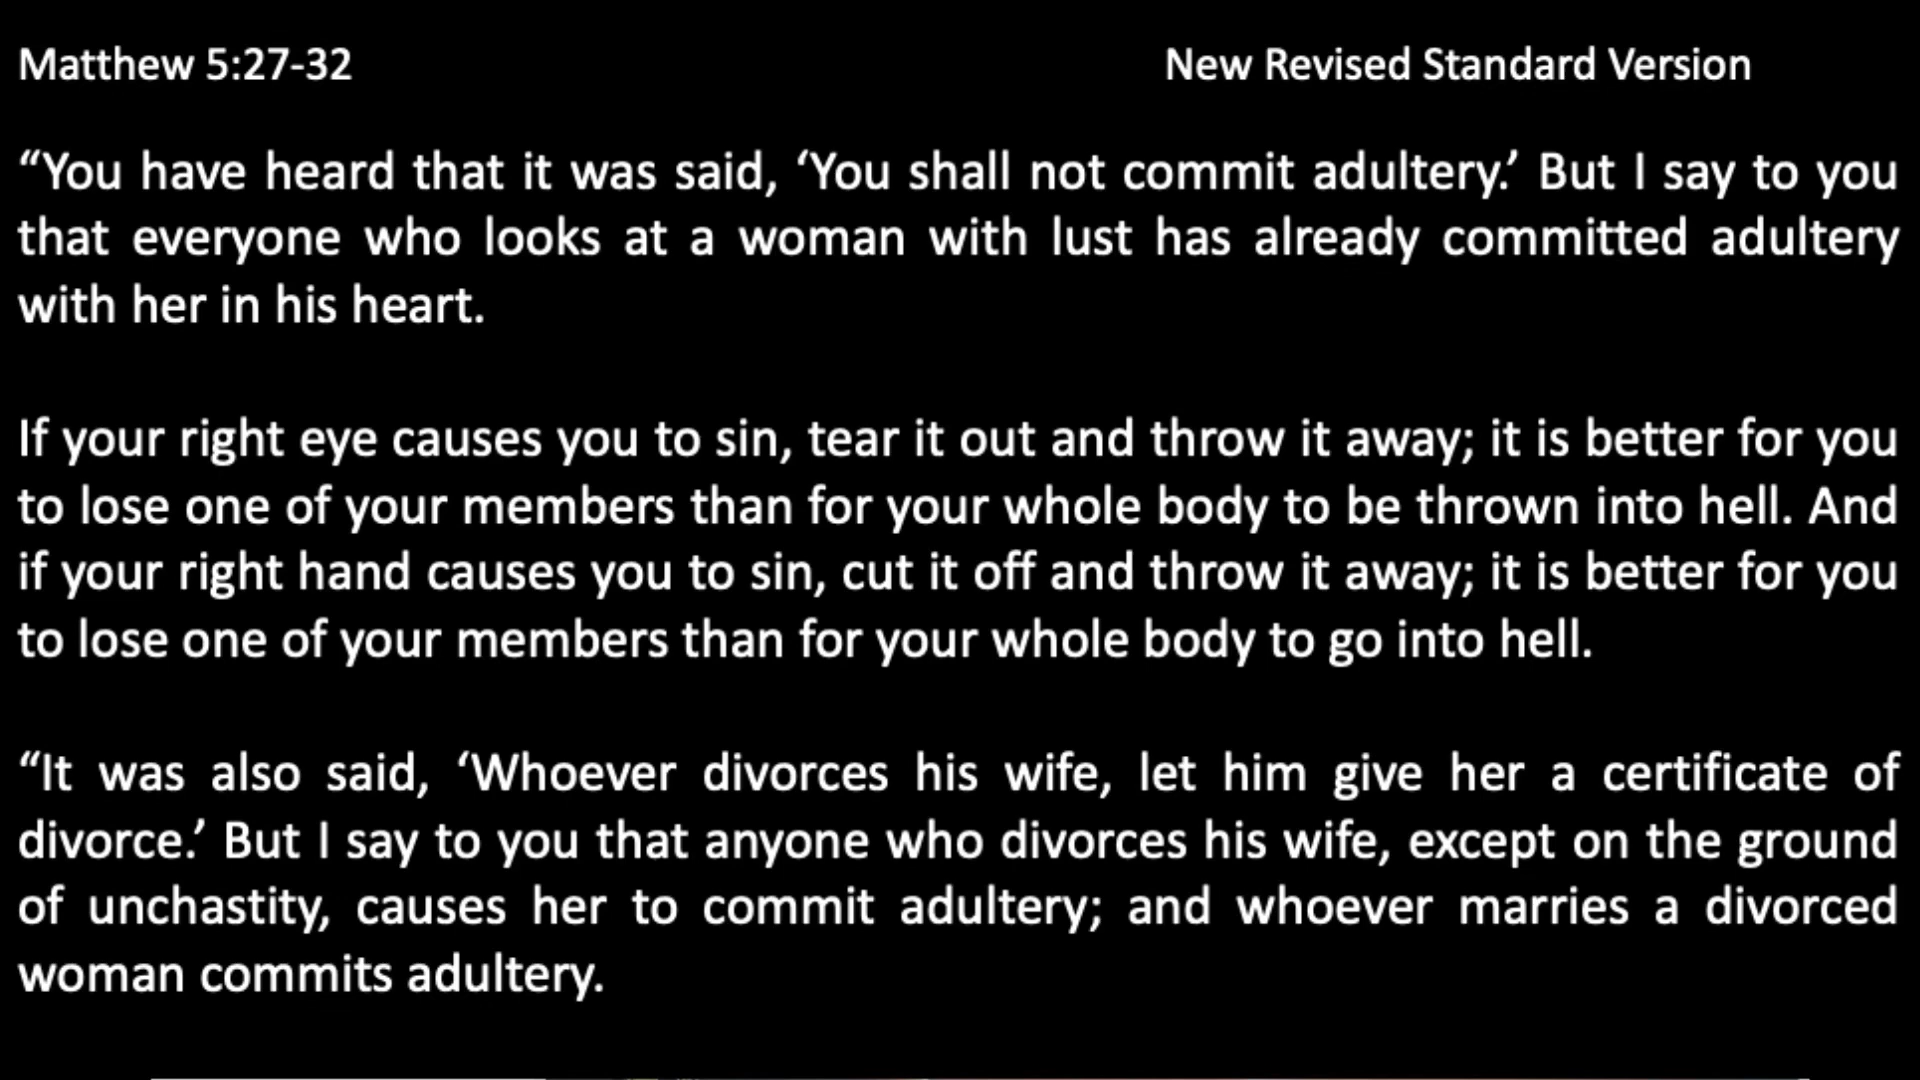 Matthew 5:27-32 New Revised Standard Version
“You have heard that it was said, ‘You shall not commit adultery.’ But I say to you
that everyone who looks at a woman with lust has already committed adultery
with her in his heart.
If your right eye causes you to sin, tear it out and throw it away; it is better for you
to lose one of your members than for your whole body to be thrown into hell. And
if your right hand causes you to sin, cut it off and throw it away; it is better for you
to lose one of your members than for your whole body to go into hell.
“It was also said, ‘Whoever divorces his wife, let him give her a certificate of
divorce.’ But I say to you that anyone who divorces his wife, except on the ground
of unchastity, causes her to commit adultery; and whoever marries a divorced
woman commits adultery.